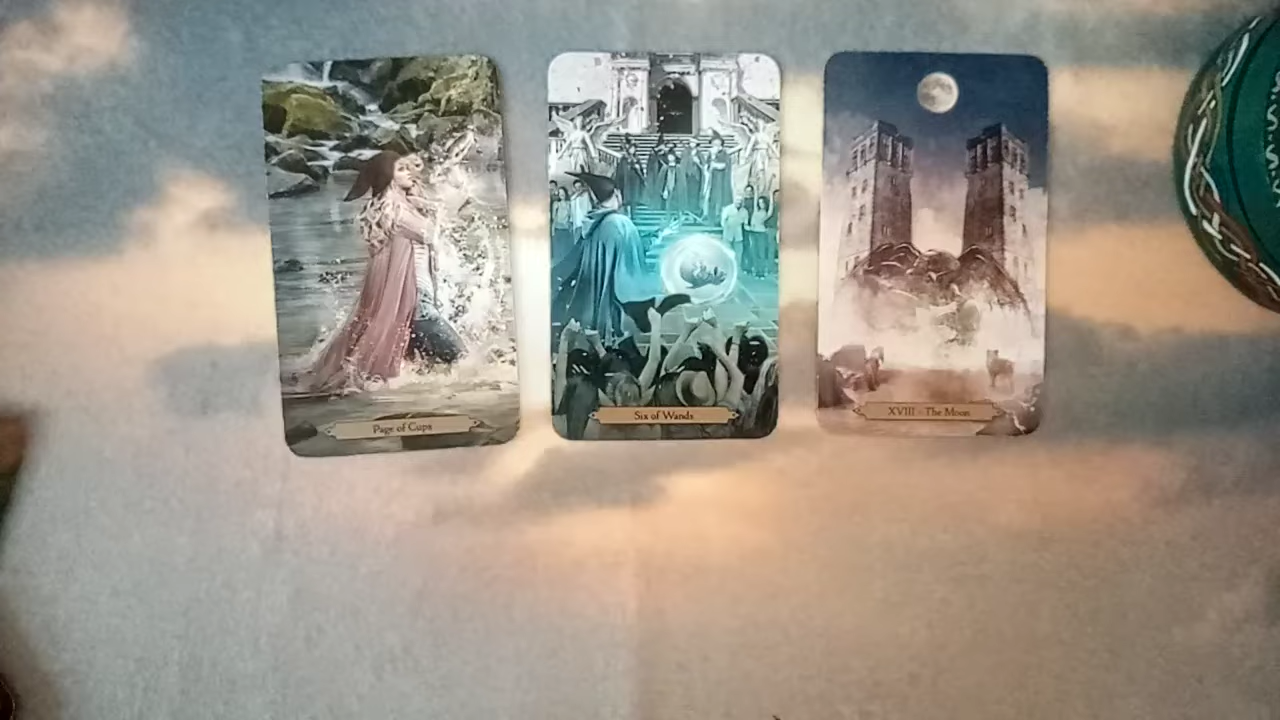 Page of Cups
Six of Wands
XVIII - The Moon